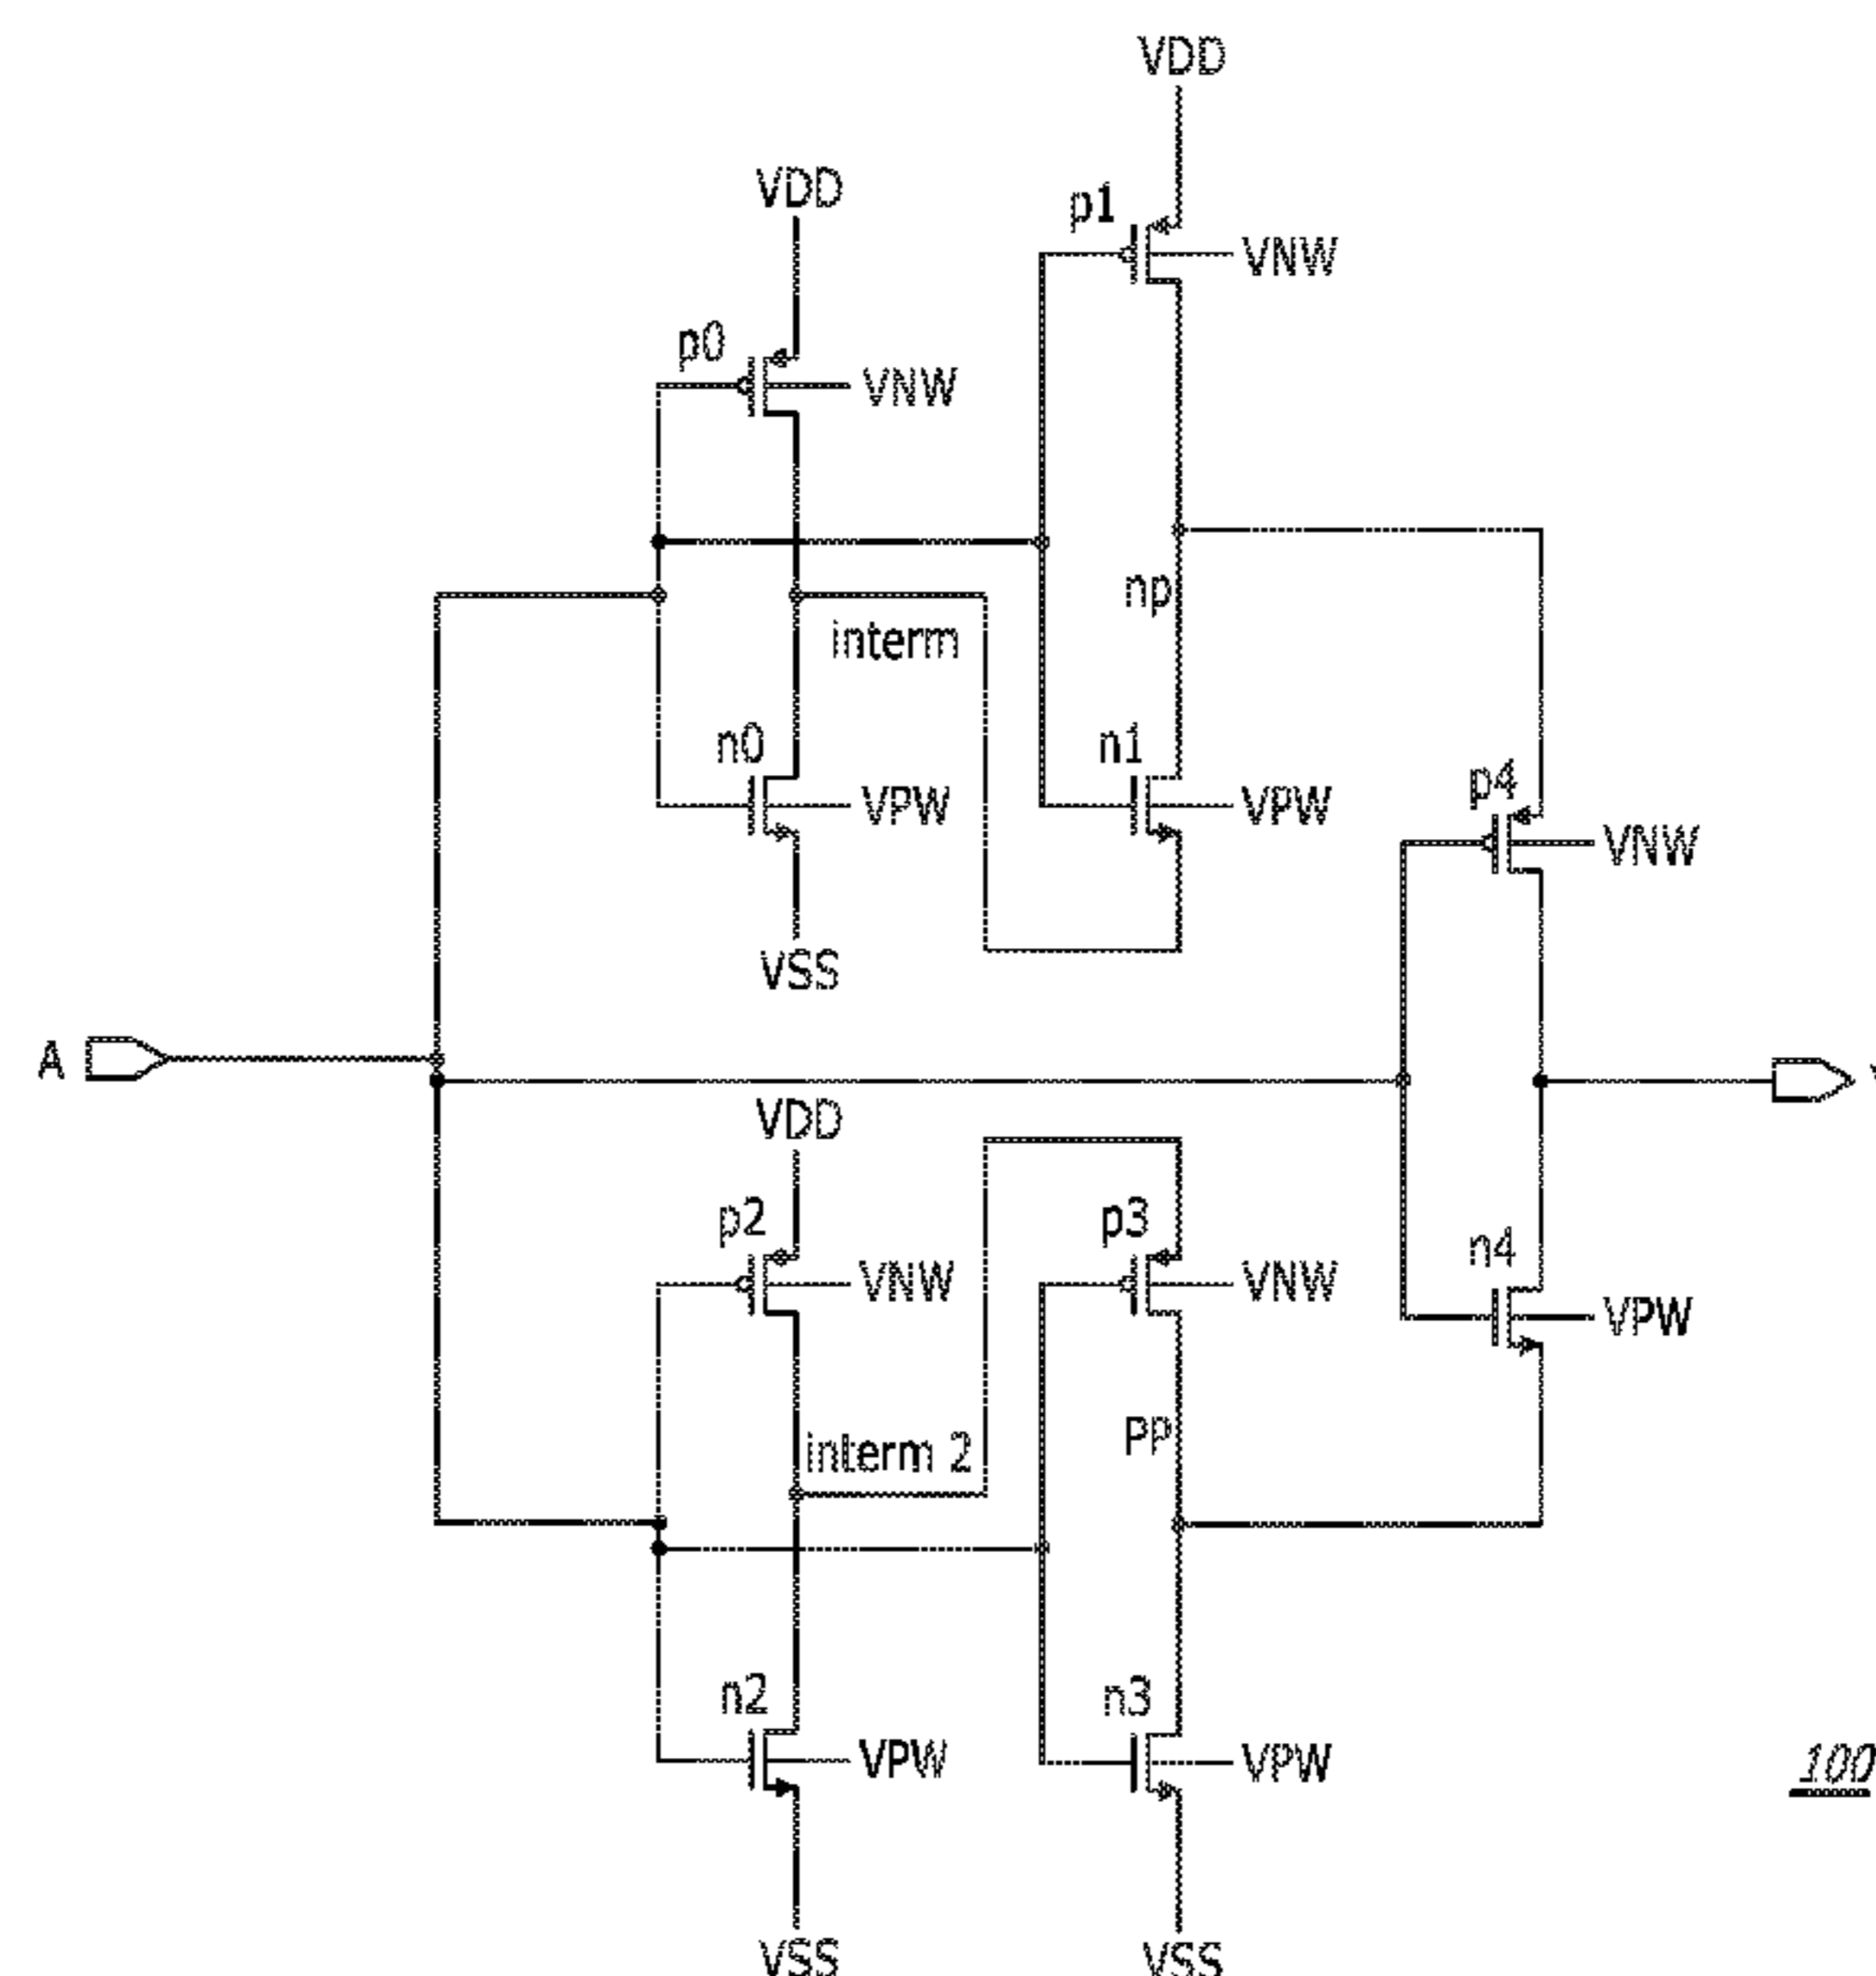 VDD
VDD
p1
VNW
p0
VNW
np
interm
n0
VPW
n1
VPW
p4
VNW
VSS
A
VDD
p2
VNW
p3
VNW
n4
VPW
PP
interm 2
n2
VPW
n3
VPW
100
VSS
VSS